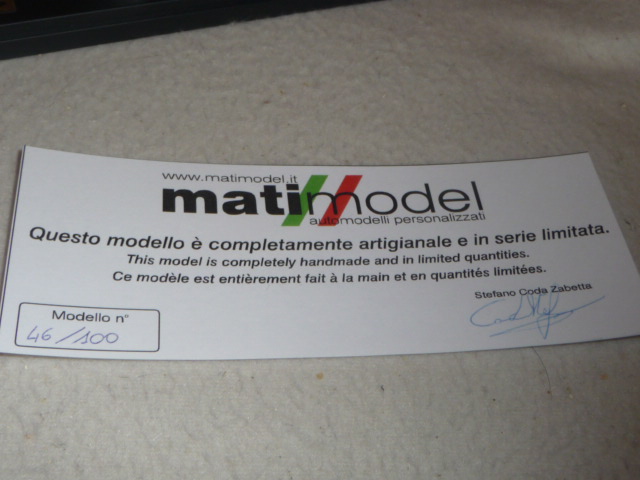 www.matimodel.it
matimodel
automodelli personalizzati
Questo modello è completamente artigianale e in serie limitata.
This model is completely handmade and in limited quantities.
Ce modèle est entièrement fait à la main et en quantités limitées.
Stefano Coda Zabetta
Modello n°
46/100